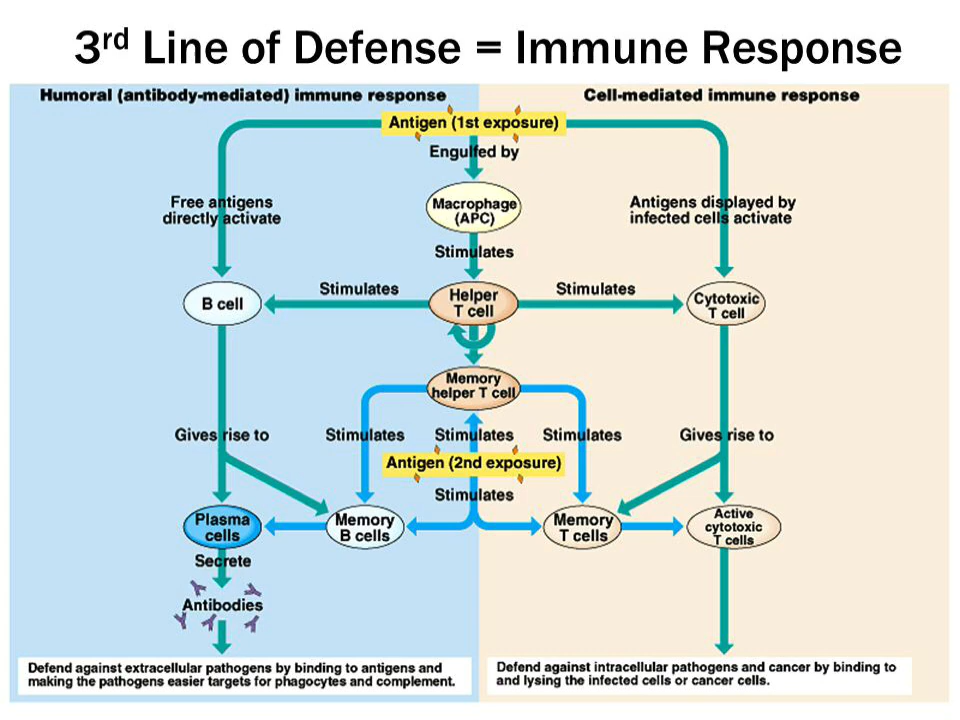 3rd Line of Defense = Immune Response
Humoral (antibody-mediated) immune response
Cell-mediated immune response
Antigen (1st exposure)
Engulfed by
Free antigens
directly activate
Macrophage
(APC)
Antigens displayed by
infected cells activate
Stimulates
B cell
Stimulates
Helper
T cell
Stimulates
Cytotoxic
T cell
Memory
helper T cell
Gives rise to
Stimulates
Stimulates
Stimulates
Gives rise to
Antigen (2nd exposure)
Stimulates
Plasma
cells
Memory
B cells
Memory
T cells
Active
cytotoxic
T cells
Secrete
Antibodies
Defend against extracellular pathogens by binding to antigens and
making the pathogens easier targets for phagocytes and complement.
Defend against intracellular pathogens and cancer by binding to
and lysing the infected cells or cancer cells.